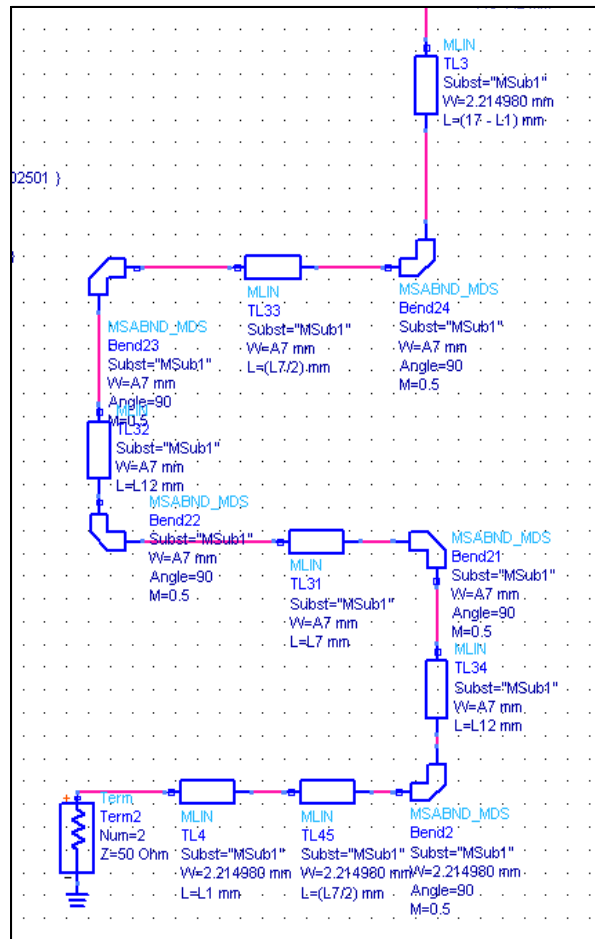 MLIN
TL3
Subst="MSub1"
W=2.214980 mm
L=(17 - L1) mm
02501 }
MLIN
TL33
Subst="MSub1"
W=A7 mm
L=(L7/2) mm
MSABND_MDS
Bend24
Subst="MSub1"
W=A7 mm
Angle=90
M=0.5
MSABND_MDS
Bend23
Subst="MSub1"
W=A7 mm
Angle=90
M=0.5
MLIN
TL32
Subst="MSub1"
W=A7 mm
L=L12 mm
MSABND_MDS
Bend22
Subst="MSub1"
W=A7 mm
Angle=90
M=0.5
MLIN
TL31
Subst="MSub1"
W=A7 mm
L=L7 mm
MSABND_MDS
Bend21
Subst="MSub1"
W=A7 mm
Angle=90
M=0.5
MLIN
TL34
Subst="MSub1"
W=A7 mm
L=L12 mm
Term
Term2
Num=2
Z=50 Ohm
MLIN
TL4
Subst="MSub1"
W=2.214980 mm
L=L1 mm
MLIN
TL45
Subst="MSub1"
W=2.214980 mm
L=(L7/2) mm
MSABND_MDS
Bend2
Subst="MSub1"
W=2.214980 mm
Angle=90
M=0.5